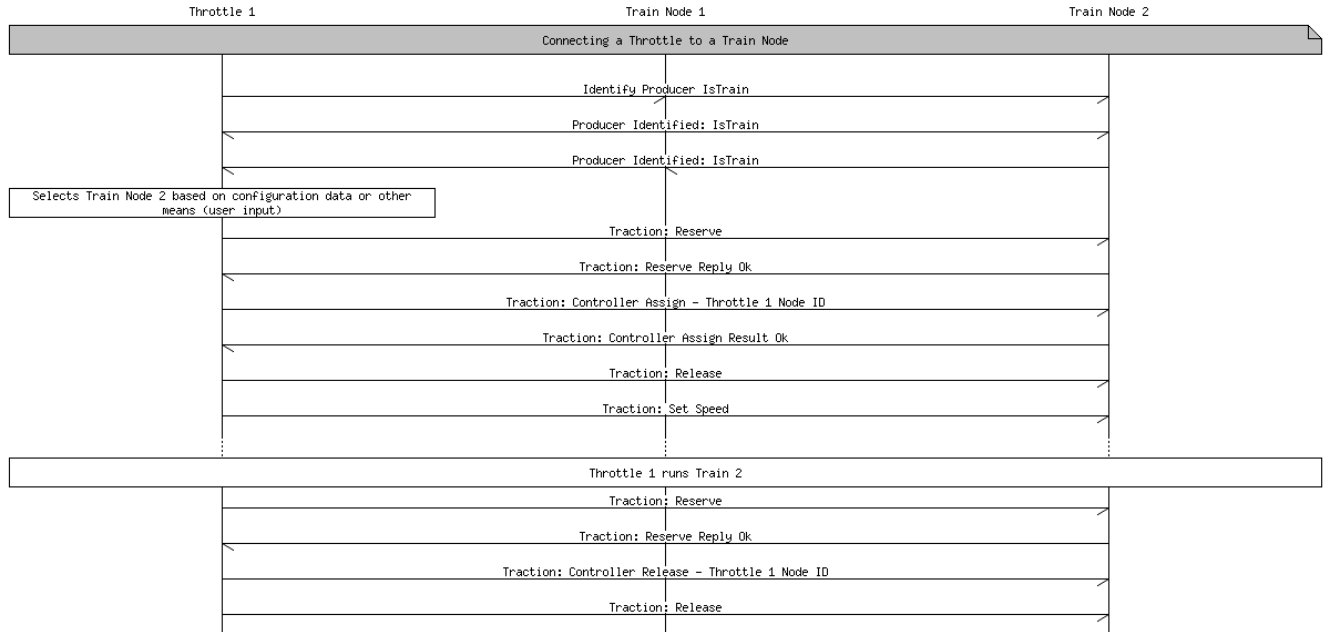 Throttle 1 Train Node 1 Train Node 2
Connecting a Throttle to a Train Node
Identify Producer IsTrain
Producer Identified: IsTrain
Producer Identified: IsTrain
Selects Train Node 2 based on configuration data or other
means (user input)
Traction: Reserve
Traction: Reserve Reply Ok
Traction: Controller Assign - Throttle 1 Node ID
Traction: Controller Assign Result Ok
Traction: Release
Traction: Set Speed
Throttle 1 runs Train 2
Traction: Reserve
Traction: Reserve Reply Ok
Traction: Controller Release - Throttle 1 Node ID
Traction: Release